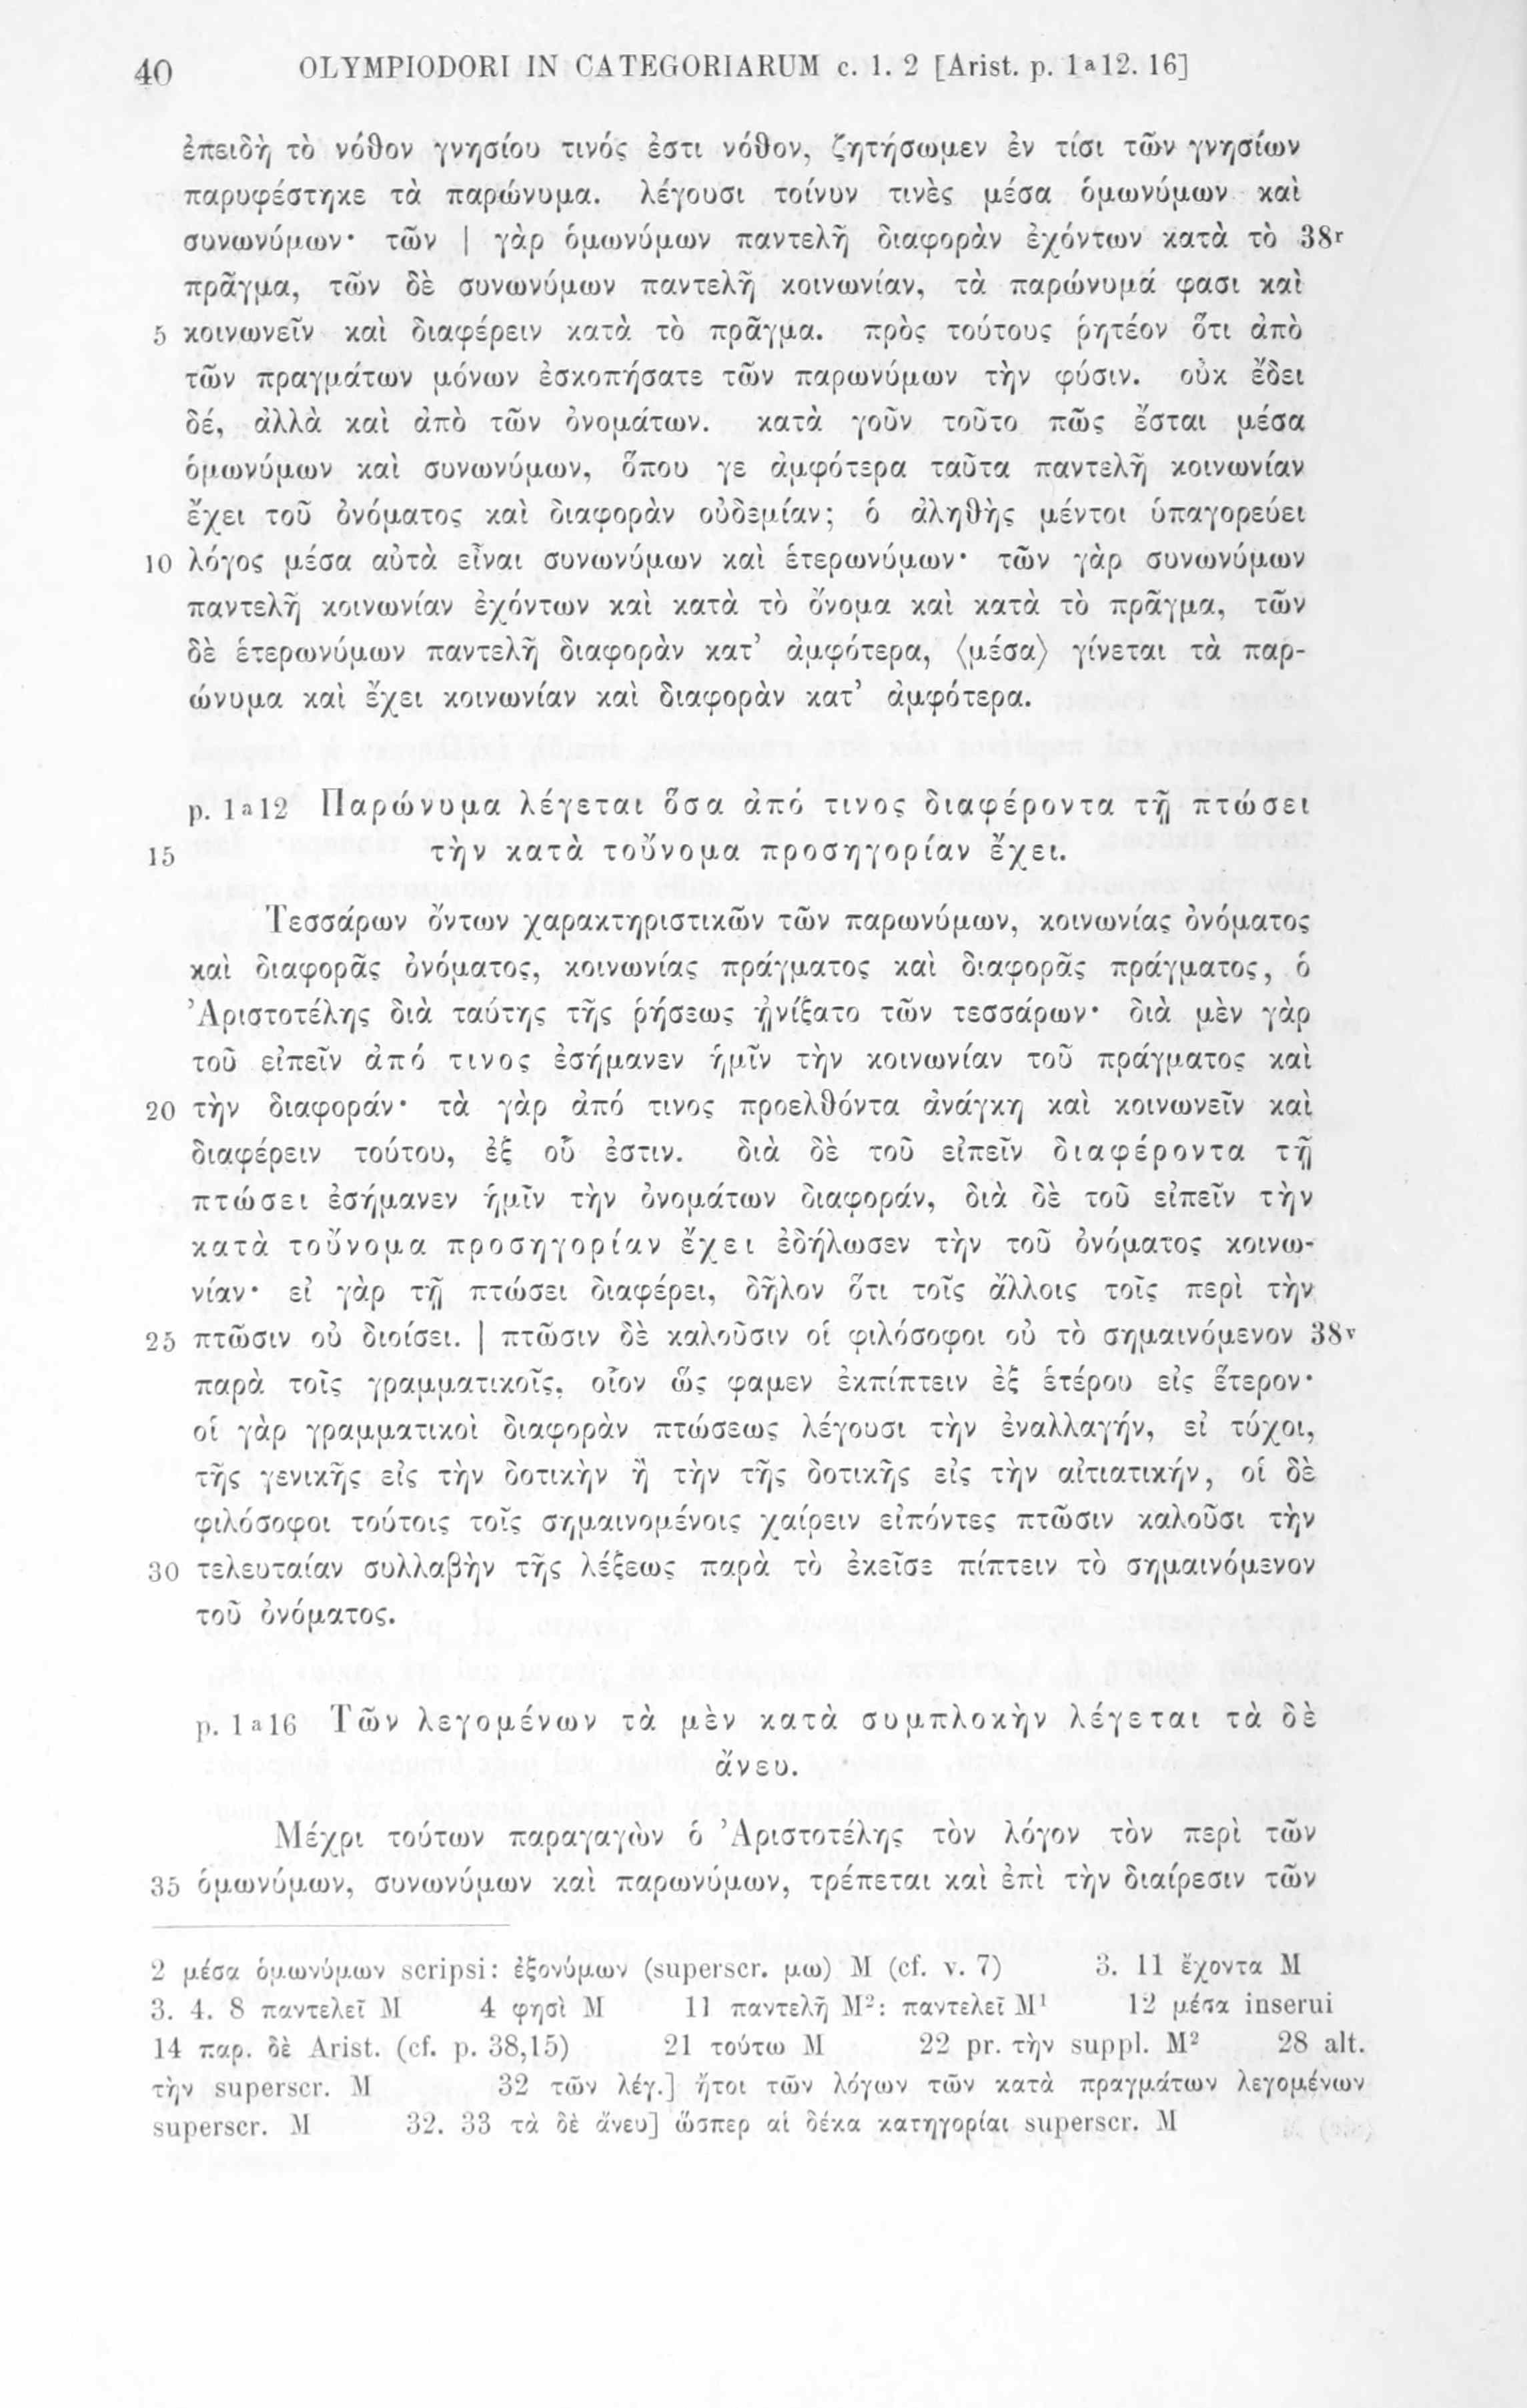 40 OLYMPIODORI IN CATEGORIARUM c. 1. 2 [Arist. p. 1ᵃ12. 16]
ἐπειδὴ τὸ νόθον γνησίου τινός ἐστι νόθον, ζητήσωμεν ἐν τίσι τῶν γνησίων
παρυφέστηκε τὰ παρώνυμα. λέγουσι τοίνυν τινὲς μέσα ὁμωνύμων καὶ
συνωνύμων· τῶν | γὰρ ὁμωνύμων παντελῆ διαφορὰν ἐχόντων κατὰ τὸ 38ʳ
πρᾶγμα, τῶν δὲ συνωνύμων παντελῆ κοινωνίαν, τὰ παρώνυμά φασι καὶ
5 κοινωνεῖν καὶ διαφέρειν κατὰ τὸ πρᾶγμα. πρὸς τούτους ῥητέον ὅτι ἀπὸ
τῶν πραγμάτων μόνων ἐσκοπήσατε τῶν παρωνύμων τὴν φύσιν. οὐκ ἔδει
δέ, ἀλλὰ καὶ ἀπὸ τῶν ὀνομάτων. κατὰ γοῦν τοῦτο πῶς ἔσται μέσα
ὁμωνύμων καὶ συνωνύμων, ὅπου γε ἀμφότερα ταῦτα παντελῆ κοινωνίαν
ἔχει τοῦ ὀνόματος καὶ διαφορὰν οὐδεμίαν; ὁ ἀληθὴς μέντοι ὑπαγορεύει
10 λόγος μέσα αὐτὰ εἶναι συνωνύμων καὶ ἑτερωνύμων· τῶν γὰρ συνωνύμων
παντελῆ κοινωνίαν ἐχόντων καὶ κατὰ τὸ ὄνομα καὶ κατὰ τὸ πρᾶγμα, τῶν
δὲ ἑτερωνύμων παντελῆ διαφορὰν κατ’ ἀμφότερα, ⟨μέσα⟩ γίνεται τὰ παρ-
ώνυμα καὶ ἔχει κοινωνίαν καὶ διαφορὰν κατ’ ἀμφότερα.
p. 1ᵃ12 Παρώνυμα λέγεται ὅσα ἀπό τινος διαφέροντα τῇ πτώσει
15 τὴν κατὰ τοὔνομα προσηγορίαν ἔχει.
Τεσσάρων ὄντων χαρακτηριστικῶν τῶν παρωνύμων, κοινωνίας ὀνόματος
καὶ διαφορᾶς ὀνόματος, κοινωνίας πράγματος καὶ διαφορᾶς πράγματος, ὁ
Ἀριστοτέλης διὰ ταύτης τῆς ῥήσεως ᾐνίξατο τῶν τεσσάρων· διὰ μὲν γὰρ
τοῦ εἰπεῖν ἀπό τινος ἐσήμανεν ἡμῖν τὴν κοινωνίαν τοῦ πράγματος καὶ
20 τὴν διαφοράν· τὰ γὰρ ἀπό τινος προελθόντα ἀνάγκη καὶ κοινωνεῖν καὶ
διαφέρειν τούτου, ἐξ οὗ ἐστιν. διὰ δὲ τοῦ εἰπεῖν διαφέροντα τῇ
πτώσει ἐσήμανεν ἡμῖν τὴν ὀνομάτων διαφοράν, διὰ δὲ τοῦ εἰπεῖν τὴν
κατὰ τοὔνομα προσηγορίαν ἔχει ἐδήλωσεν τὴν τοῦ ὀνόματος κοινω-
νίαν· εἰ γὰρ τῇ πτώσει διαφέρει, δῆλον ὅτι τοῖς ἄλλοις τοῖς περὶ τὴν
25 πτῶσιν οὐ διοίσει. | πτῶσιν δὲ καλοῦσιν οἱ φιλόσοφοι οὐ τὸ σημαινόμενον 38ᵛ
παρὰ τοῖς γραμματικοῖς, οἷον ὥς φαμεν ἐκπίπτειν ἐξ ἑτέρου εἰς ἕτερον·
οἱ γὰρ γραμματικοὶ διαφορὰν πτώσεως λέγουσι τὴν ἐναλλαγήν, εἰ τύχοι,
τῆς γενικῆς εἰς τὴν δοτικὴν ἢ τὴν τῆς δοτικῆς εἰς τὴν αἰτιατικήν, οἱ δὲ
φιλόσοφοι τούτοις τοῖς σημαινομένοις χαίρειν εἰπόντες πτῶσιν καλοῦσι τὴν
30 τελευταίαν συλλαβὴν τῆς λέξεως παρὰ τὸ ἐκεῖσε πίπτειν τὸ σημαινόμενον
τοῦ ὀνόματος.
p. 1ᵃ16 Τῶν λεγομένων τὰ μὲν κατὰ συμπλοκὴν λέγεται τὰ δὲ
ἄνευ.
Μέχρι τούτων παραγαγὼν ὁ Ἀριστοτέλης τὸν λόγον τὸν περὶ τῶν
35 ὁμωνύμων, συνωνύμων καὶ παρωνύμων, τρέπεται καὶ ἐπὶ τὴν διαίρεσιν τῶν
2 μέσα ὁμωνύμων scripsi: ἐξονύμων (superscr. μω) M (cf. v. 7) 3. 11 ἔχοντα M
3. 4. 8 παντελεῖ M 4 φησὶ M 11 παντελῆ M²: παντελεῖ M¹ 12 μέσα inserui
14 παρ. δὲ Arist. (cf. p. 38,15) 21 τούτω M 22 pr. τὴν suppl. M² 28 alt.
τὴν superscr. M 32 τῶν λέγ.] ἤτοι τῶν λόγων τῶν κατὰ πραγμάτων λεγομένων
superscr. M 32. 33 τὰ δὲ ἄνευ] ὥσπερ αἱ δέκα κατηγορίαι superscr. M